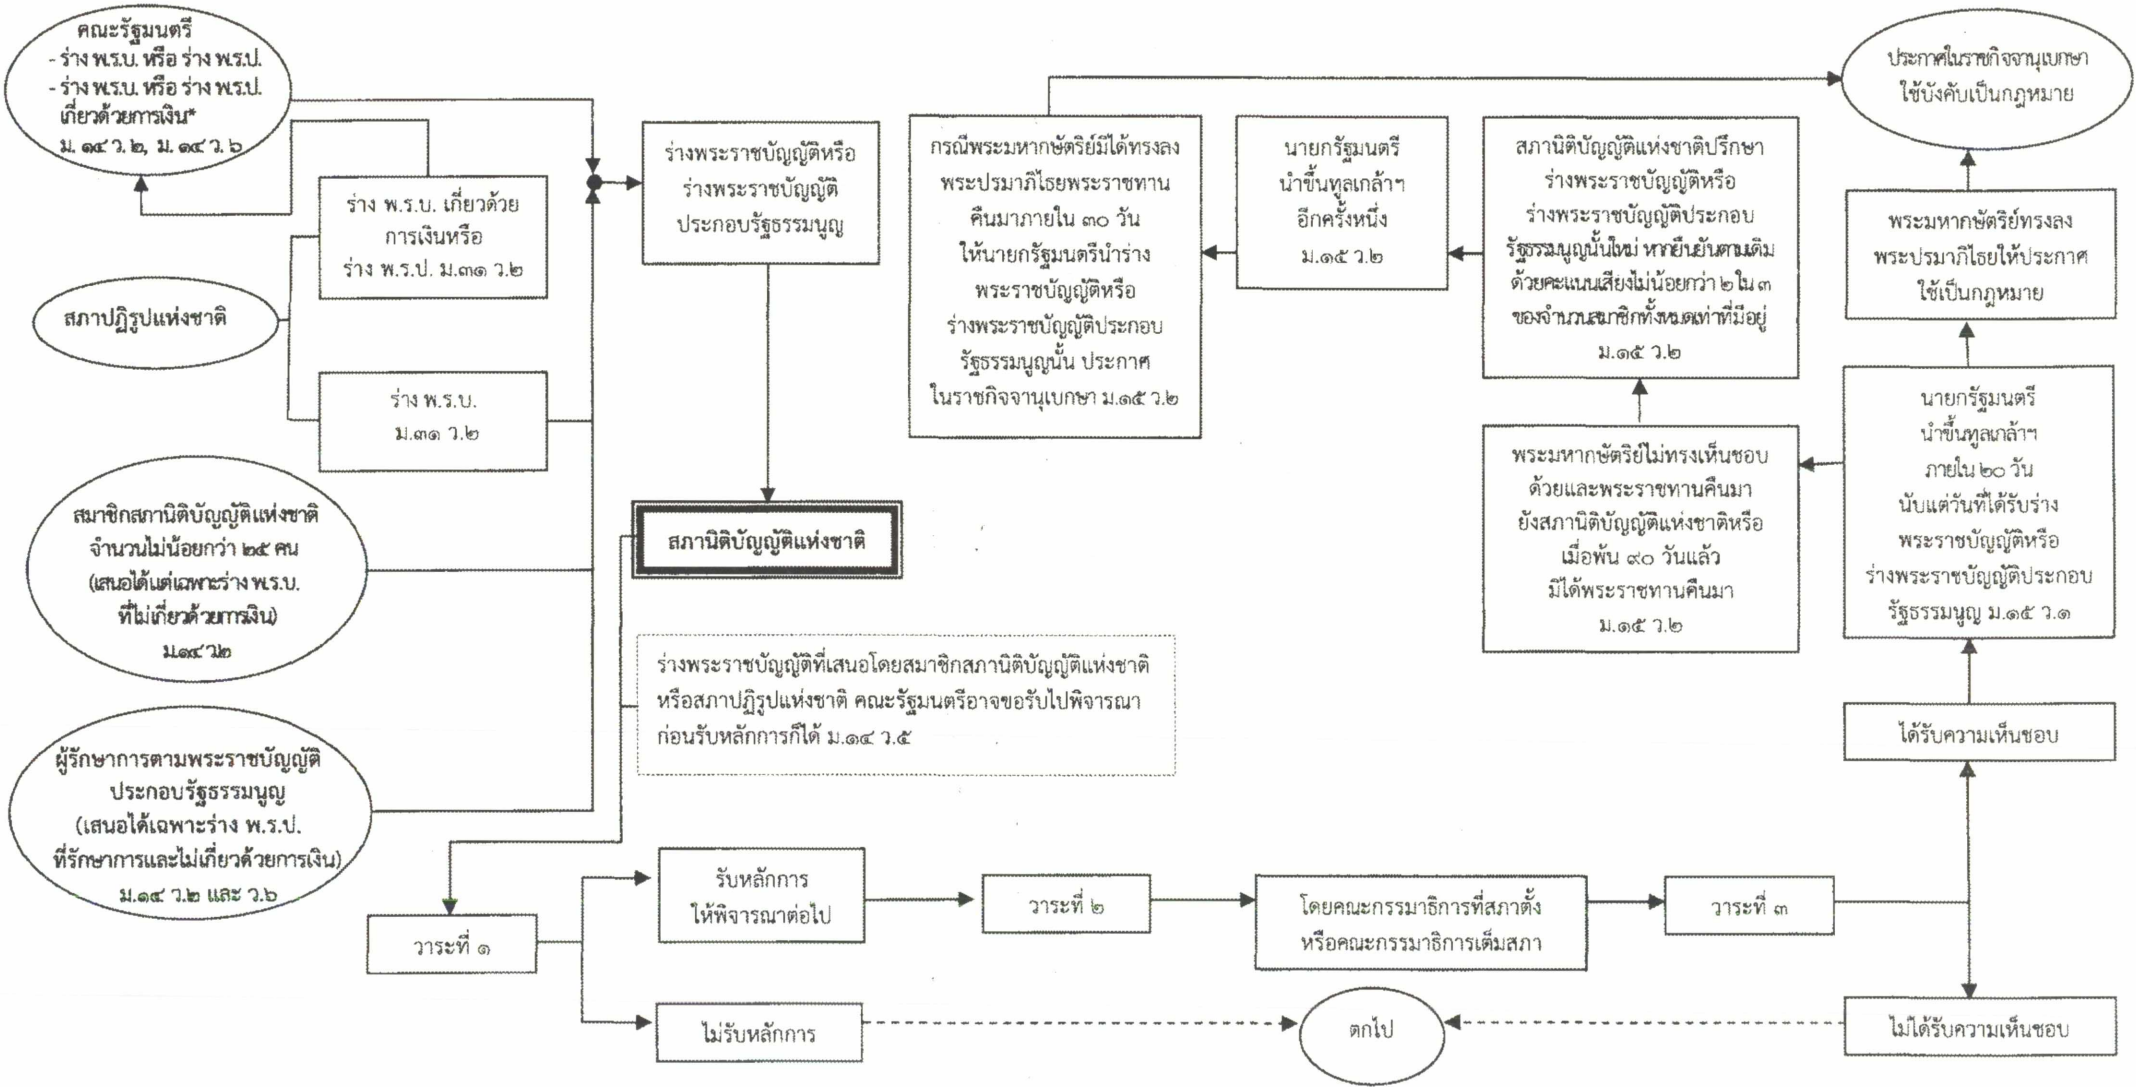 คณะรัฐมนตรี
- ร่าง พ.ร.บ. หรือ ร่าง พ.ร.ป.
- ร่าง พ.ร.บ. หรือ ร่าง พ.ร.ป.
เกี่ยวด้วยการเงิน*
ม. ๑๔ ว. ๒, ม. ๑๔ ว. ๖
ร่าง พ.ร.บ. เกี่ยวด้วย
การเงินหรือ
ร่าง พ.ร.ป. ม.๓๑ ว.๒
สภาปฏิรูปแห่งชาติ
ร่าง พ.ร.บ.
ม.๓๑ ว.๒
สมาชิกสภานิติบัญญัติแห่งชาติ
จำนวนไม่น้อยกว่า ๒๕ คน
(เสนอได้แต่เฉพาะร่าง พ.ร.บ.
ที่ไม่เกี่ยวด้วยการเงิน)
ม.๑๔ ว.๒
ผู้รักษาการตามพระราชบัญญัติ
ประกอบรัฐธรรมนูญ
(เสนอได้เฉพาะร่าง พ.ร.ป.
ที่รักษาการและไม่เกี่ยวด้วยการเงิน)
ม.๑๔ ว.๒ และ ว.๖
ร่างพระราชบัญญัติหรือ
ร่างพระราชบัญญัติ
ประกอบรัฐธรรมนูญ
สภานิติบัญญัติแห่งชาติ
ร่างพระราชบัญญัติที่เสนอโดยสมาชิกสภานิติบัญญัติแห่งชาติ
หรือสภาปฏิรูปแห่งชาติ คณะรัฐมนตรีอาจขอรับไปพิจารณา
ก่อนรับหลักการก็ได้ ม.๑๔ ว.๕
วาระที่ ๑
รับหลักการ
ให้พิจารณาต่อไป
ไม่รับหลักการ
วาระที่ ๒
โดยคณะกรรมาธิการที่สภาตั้ง
หรือคณะกรรมาธิการเต็มสภา
วาระที่ ๓
ตกไป
ไม่ได้รับความเห็นชอบ
ได้รับความเห็นชอบ
นายกรัฐมนตรี
นำขึ้นทูลเกล้าฯ
ภายใน ๒๐ วัน
นับแต่วันที่ได้รับร่าง
พระราชบัญญัติหรือ
ร่างพระราชบัญญัติประกอบ
รัฐธรรมนูญ ม.๑๕ ว.๑
พระมหากษัตริย์ทรงลง
พระปรมาภิไธยให้ประกาศ
ใช้เป็นกฎหมาย
ประกาศในราชกิจจานุเบกษา
ใช้บังคับเป็นกฎหมาย
พระมหากษัตริย์ไม่ทรงเห็นชอบ
ด้วยและพระราชทานคืนมา
ยังสภานิติบัญญัติแห่งชาติหรือ
เมื่อพ้น ๙๐ วันแล้ว
มิได้พระราชทานคืนมา
ม.๑๕ ว.๒
สภานิติบัญญัติแห่งชาติปรึกษา
ร่างพระราชบัญญัติหรือ
ร่างพระราชบัญญัติประกอบ
รัฐธรรมนูญนั้นใหม่ หากยืนยันตามเดิม
ด้วยคะแนนเสียงไม่น้อยกว่า ๒ ใน ๓
ของจำนวนสมาชิกทั้งหมดเท่าที่มีอยู่
ม.๑๕ ว.๒
นายกรัฐมนตรี
นำขึ้นทูลเกล้าฯ
อีกครั้งหนึ่ง
ม.๑๕ ว.๒
กรณีพระมหากษัตริย์มิได้ทรงลง
พระปรมาภิไธยพระราชทาน
คืนมาภายใน ๓๐ วัน
ให้นายกรัฐมนตรีนำร่าง
พระราชบัญญัติหรือ
ร่างพระราชบัญญัติประกอบ
รัฐธรรมนูญนั้น ประกาศ
ในราชกิจจานุเบกษา ม.๑๕ ว.๒